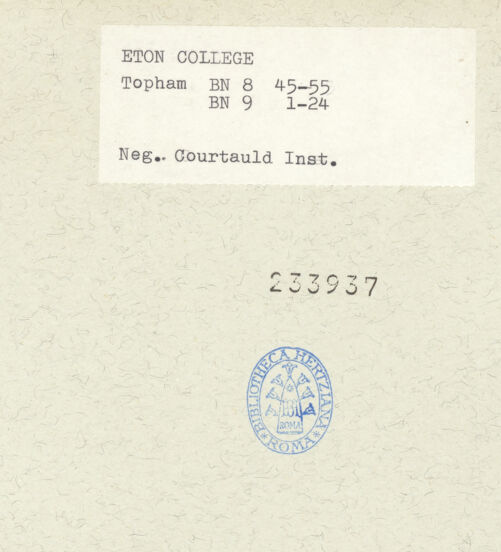 ETON COLLEGE
Topham BN 8 45-55
BN 9 1-24
Neg.. Courtauld Inst.
233937
BIBLIOTHECA HERTZIANA
ROMA
*ROMA*